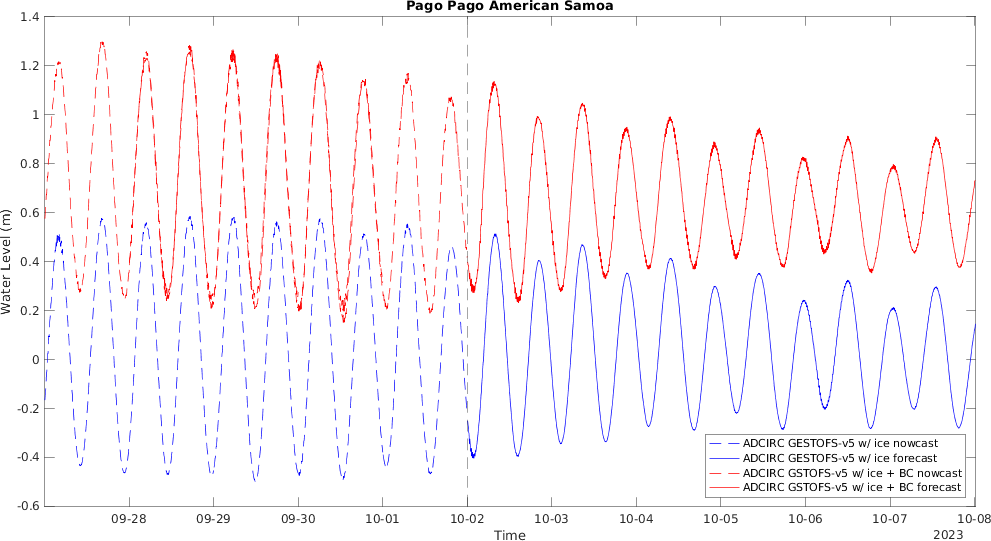 Pago Pago American Samoa
1.4
1.2
1
0.8
0.6
0.4
0.2
0
-0.2
-0.4
-0.6
Water Level (m)
ADCIRC GESTOFS-v5 w/ ice nowcast
ADCIRC GESTOFS-v5 w/ ice forecast
ADCIRC GSTOFS-v5 w/ ice + BC nowcast
ADCIRC GSTOFS-v5 w/ ice + BC forecast
09-28 09-29 09-30 10-01 10-02 10-03 10-04 10-05 10-06 10-07 10-08
Time
2023